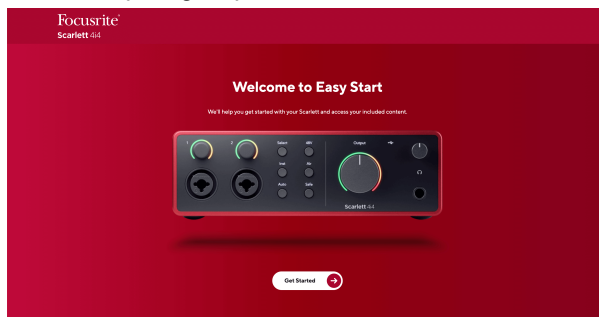 Focusrite®
Scarlett 4i4
Welcome to Easy Start
We'll help you get started with your Scarlett and access your included content.
1 2 Select 48V Output
Inst Air
Auto Safe
Scarlett 4i4
Get Started